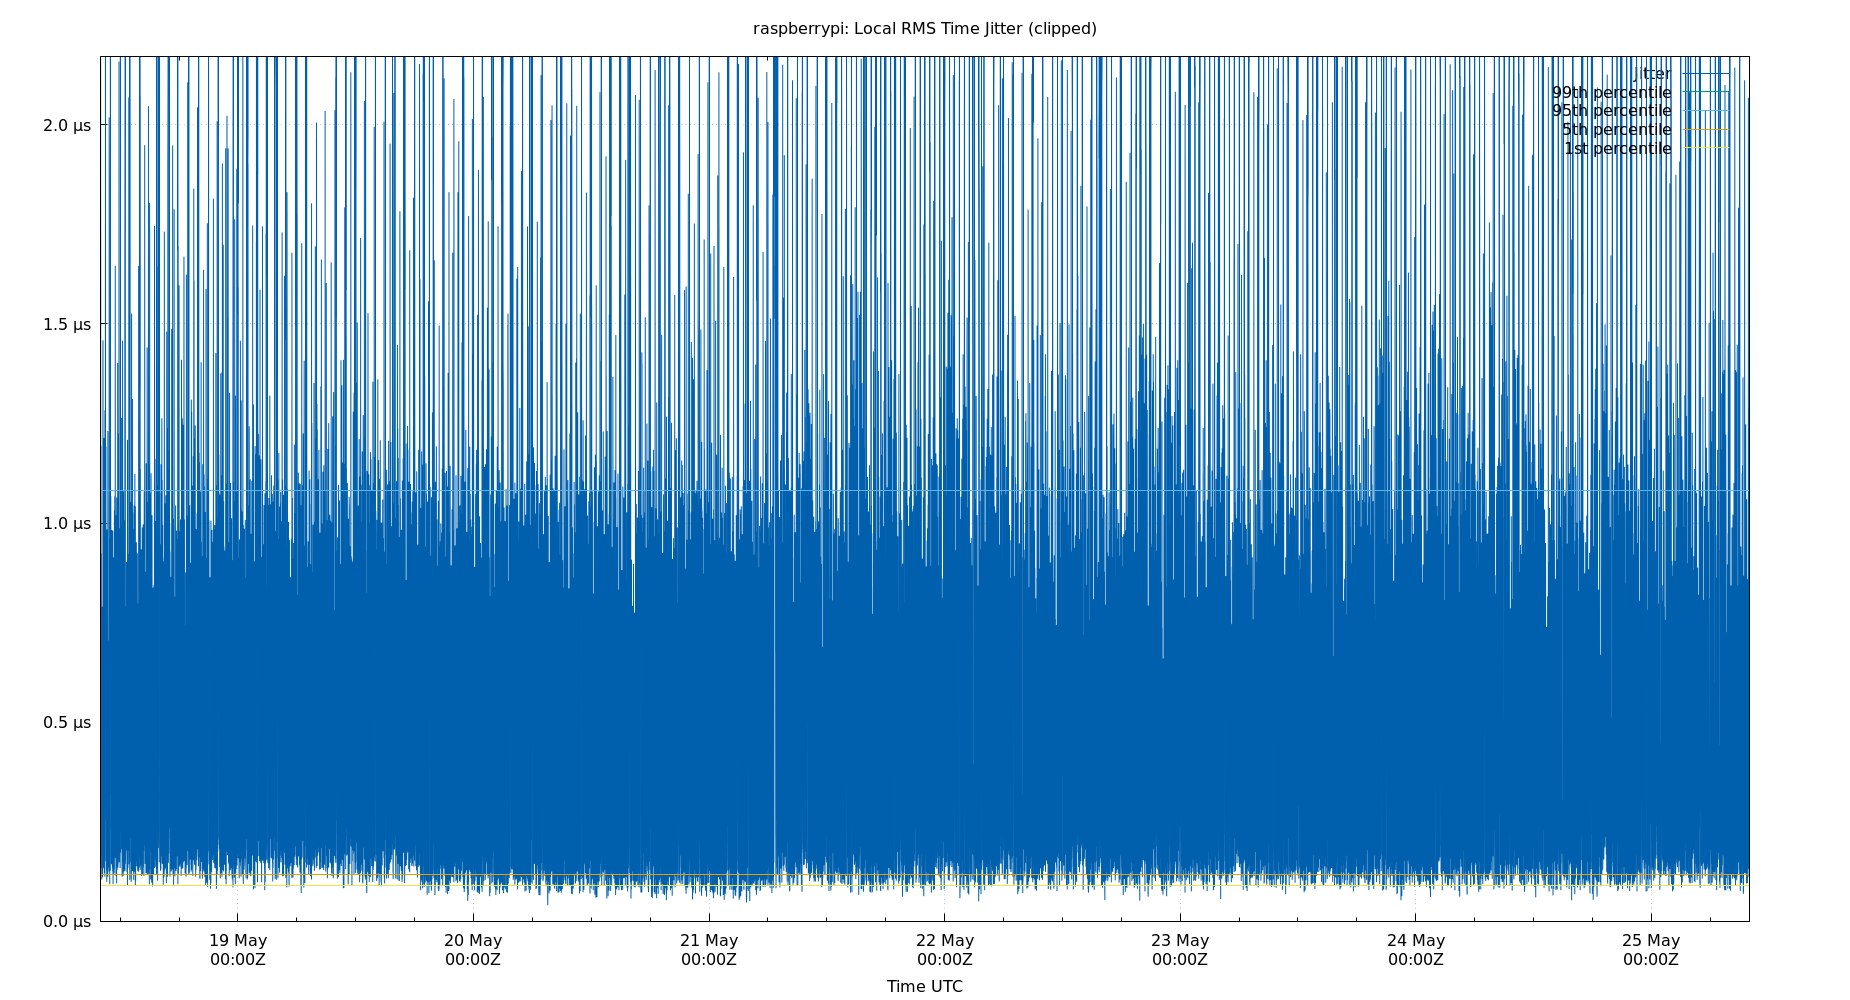 raspberrypi: Local RMS Time Jitter (clipped)
jitter
99th percentile
95th percentile
5th percentile
1st percentile
2.0 µs
1.5 µs
1.0 µs
0.5 µs
0.0 µs
19 May 20 May 21 May 22 May 23 May 24 May 25 May
00:00Z 00:00Z 00:00Z 00:00Z 00:00Z 00:00Z 00:00Z
Time UTC